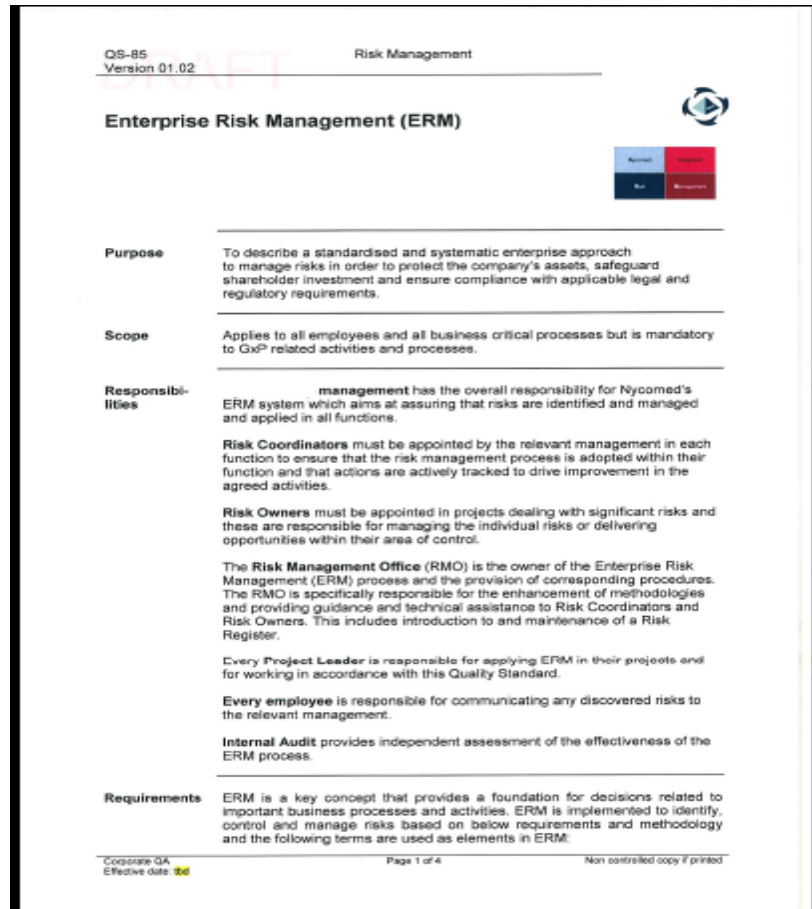 QS-85 Risk Management
Version 01.02
DRAFT
Enterprise Risk Management (ERM)
Nycomed Integrated
Risk Management
Purpose To describe a standardised and systematic enterprise approach
to manage risks in order to protect the company's assets, safeguard
shareholder investment and ensure compliance with applicable legal and
regulatory requirements.
Scope Applies to all employees and all business critical processes but is mandatory
to GxP related activities and processes.
Responsibi- management has the overall responsibility for Nycomed's
lities ERM system which aims at assuring that risks are identified and managed
and applied in all functions.
Risk Coordinators must be appointed by the relevant management in each
function to ensure that the risk management process is adopted within their
function and that actions are actively tracked to drive improvement in the
agreed activities.
Risk Owners must be appointed in projects dealing with significant risks and
these are responsible for managing the individual risks or delivering
opportunities within their area of control.
The Risk Management Office (RMO) is the owner of the Enterprise Risk
Management (ERM) process and the provision of corresponding procedures.
The RMO is specifically responsible for the enhancement of methodologies
and providing guidance and technical assistance to Risk Coordinators and
Risk Owners. This includes introduction to and maintenance of a Risk
Register.
Every Project Leader is responsible for applying ERM in their projects and
for working in accordance with this Quality Standard.
Every employee is responsible for communicating any discovered risks to
the relevant management.
Internal Audit provides independent assessment of the effectiveness of the
ERM process.
Requirements ERM is a key concept that provides a foundation for decisions related to
important business processes and activities. ERM is implemented to identify,
control and manage risks based on below requirements and methodology
and the following terms are used as elements in ERM:
Corporate QA Page 1 of 4 Non controlled copy if printed
Effective date: tbd